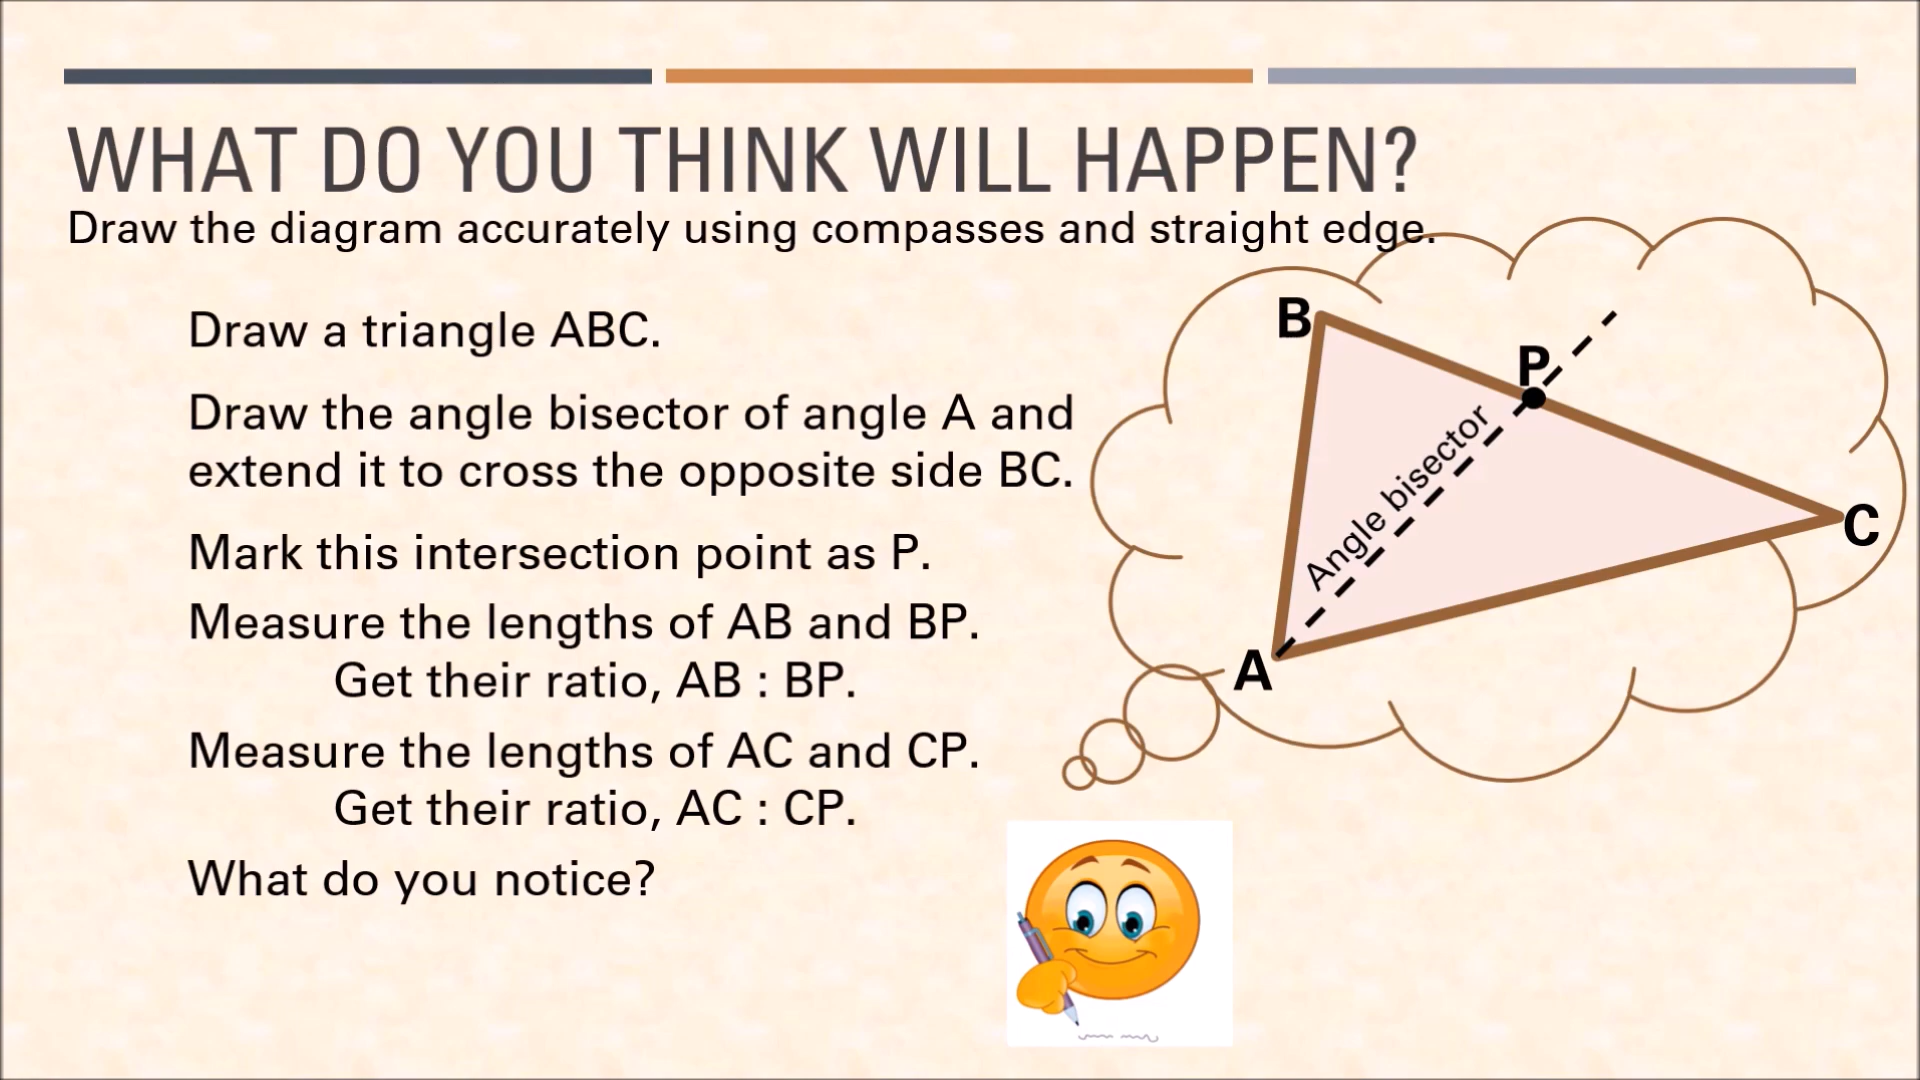 WHAT DO YOU THINK WILL HAPPEN?
Draw the diagram accurately using compasses and straight edge.
Draw a triangle ABC.
Draw the angle bisector of angle A and
extend it to cross the opposite side BC.
Mark this intersection point as P.
Measure the lengths of AB and BP.
Get their ratio, AB : BP.
Measure the lengths of AC and CP.
Get their ratio, AC : CP.
What do you notice?
B
P
Angle bisector
C
A